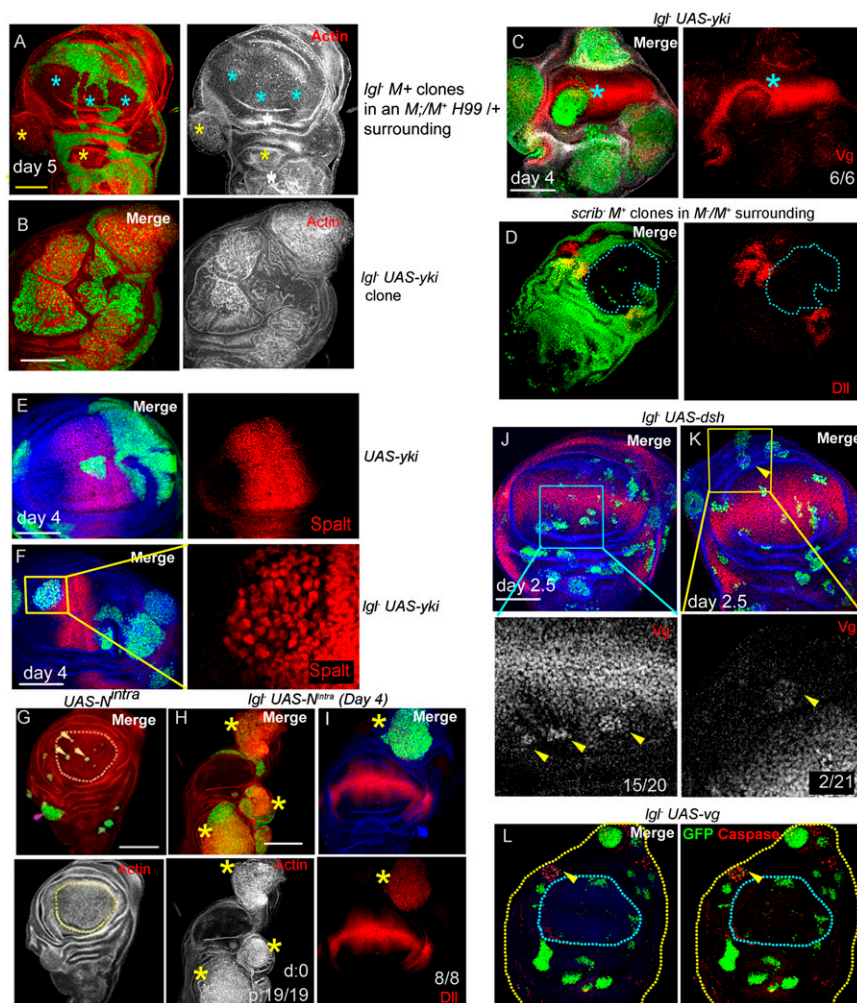 A
Actin
day 5
lgl- M+ clones
in an M-/M+ H99 /+
surrounding
B
Merge
Actin
lgl- UAS-yki
clone
lgl- UAS-yki
C
Merge
day 4
Vg
6/6
scrib- M+ clones in M-/M+ surrounding
D
Merge
Dll
E
Merge
day 4
Spalt
UAS-yki
F
Merge
day 4
Spalt
lgl- UAS-yki
UAS-Nintra
lgl- UAS-Nintra (Day 4)
G
Merge
H
Merge
I
Actin
Actin
d:0
p:19/19
8/8
Dll
lgl- UAS-dsh
J
Merge
K
Merge
day 2.5
day 2.5
Vg
15/20
Vg
2/21
lgl- UAS-vg
L
Merge
GFP Caspase